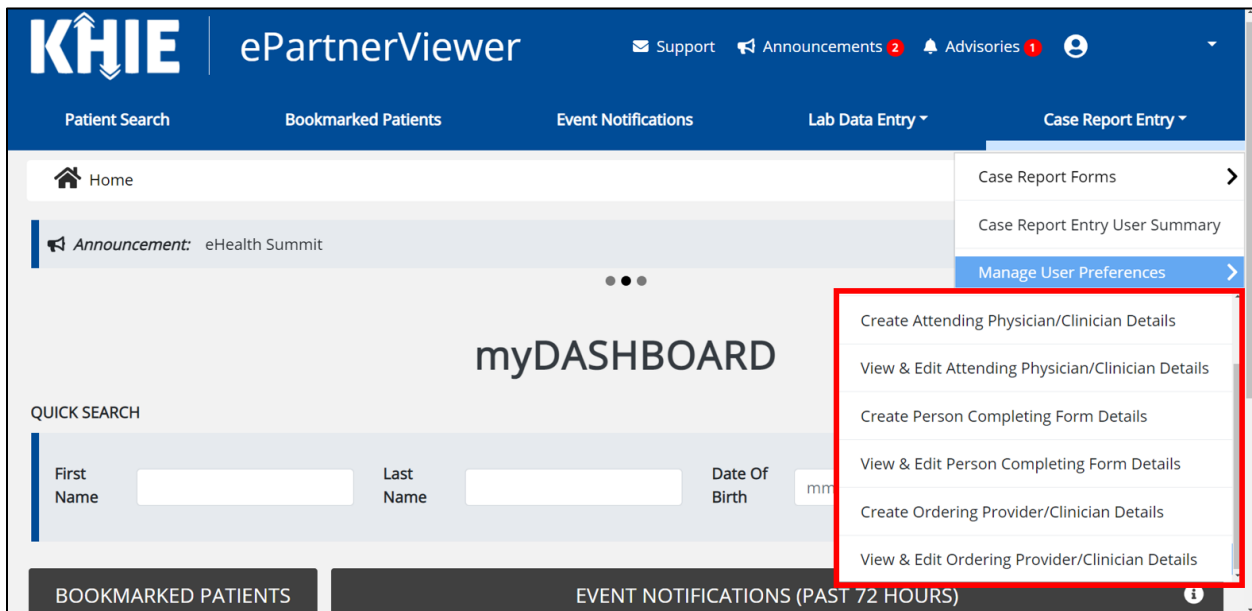 KHIE ePartnerViewer Support Announcements 2 Advisories 1
Patient Search Bookmarked Patients Event Notifications Lab Data Entry Case Report Entry
Home
Case Report Forms
Case Report Entry User Summary
Announcement: eHealth Summit
Manage User Preferences
Create Attending Physician/Clinician Details
View & Edit Attending Physician/Clinician Details
Create Person Completing Form Details
View & Edit Person Completing Form Details
Create Ordering Provider/Clinician Details
View & Edit Ordering Provider/Clinician Details
myDASHBOARD
QUICK SEARCH
First
Name
Last
Name
Date Of
Birth
mm
BOOKMARKED PATIENTS EVENT NOTIFICATIONS (PAST 72 HOURS)